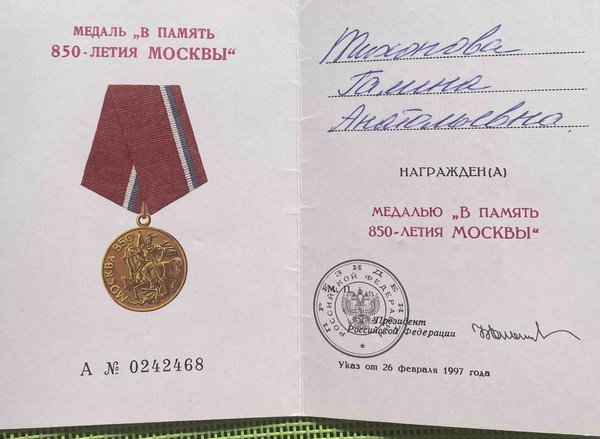 МЕДАЛЬ „В ПАМЯТЬ
850-ЛЕТИЯ МОСКВЫ“
МОСКВА 850
А № 0242468
Тихонова
Галина
Анатольевна
НАГРАЖДЕН(А)
МЕДАЛЬЮ „В ПАМЯТЬ
850-ЛЕТИЯ МОСКВЫ“
ПРЕЗИДЕНТ
РОССИЙСКОЙ ФЕДЕРАЦИИ
М. П.
Президент
Российской Федерации
Указ от 26 февраля 1997 года